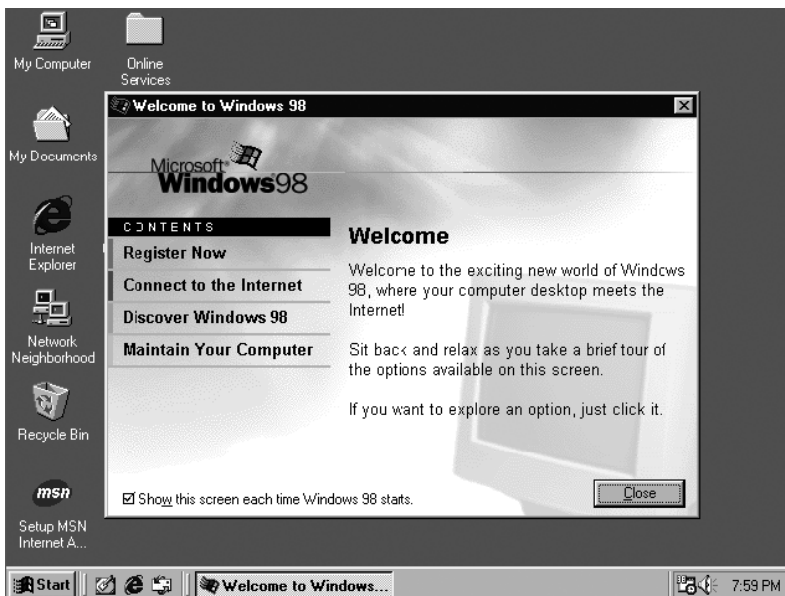 My Computer
Online
Services
My Documents
Internet
Explorer
Network
Neighborhood
Recycle Bin
msn
Setup MSN
Internet A...
Welcome to Windows 98
Microsoft
Windows 98
CONTENTS
Register Now
Connect to the Internet
Discover Windows 98
Maintain Your Computer
Welcome
Welcome to the exciting new world of Windows
98, where your computer desktop meets the
Internet!
Sit back and relax as you take a brief tour of
the options available on this screen.
If you want to explore an option, just click it.
Show this screen each time Windows 98 starts.
Close
Start
Welcome to Windows...
7:59 PM